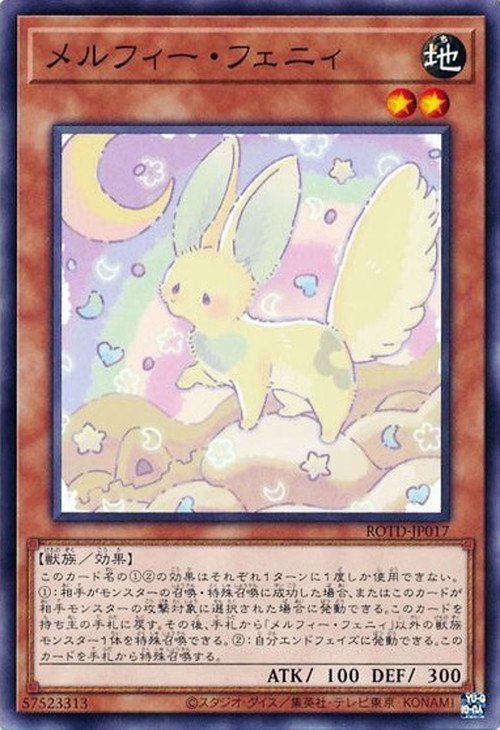 メルフィー・フェニィ
地
ROTD-JP017
【獣族／効果】
このカード名の①②の効果はそれぞれ1ターンに1度しか使用できない。
①：相手がモンスターの召喚・特殊召喚に成功した場合、またはこのカードが
相手モンスターの攻撃対象に選択された場合に発動できる。このカードを
持ち主の手札に戻す。その後、手札から「メルフィー・フェニィ」以外の獣族
モンスター1体を特殊召喚できる。②：自分エンドフェイズに発動できる。こ
のカードを手札から特殊召喚する。
ATK/ 100 DEF/ 300
57523313
©スタジオ・ダイス／集英社・テレビ東京 KONAMI